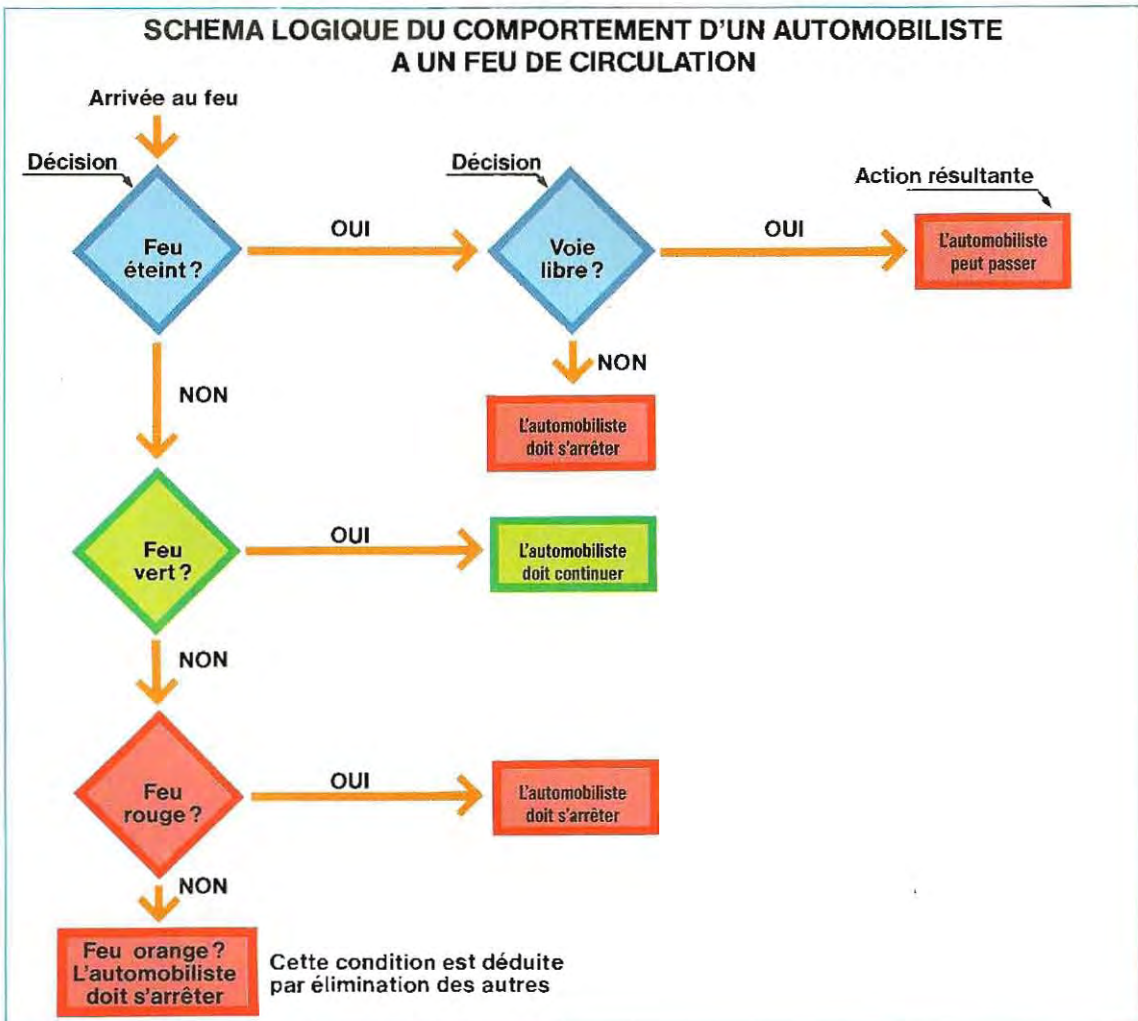 SCHEMA LOGIQUE DU COMPORTEMENT D'UN AUTOMOBILISTE
A UN FEU DE CIRCULATION
Arrivée au feu
Décision
Décision
Action résultante
Feu
éteint ?
OUI
Voie
libre ?
OUI
L'automobiliste
peut passer
NON
NON
L'automobiliste
doit s'arrêter
Feu
vert ?
OUI
L'automobiliste
doit continuer
NON
Feu
rouge ?
OUI
L'automobiliste
doit s'arrêter
NON
Feu orange ?
L'automobiliste
doit s'arrêter
Cette condition est déduite
par élimination des autres